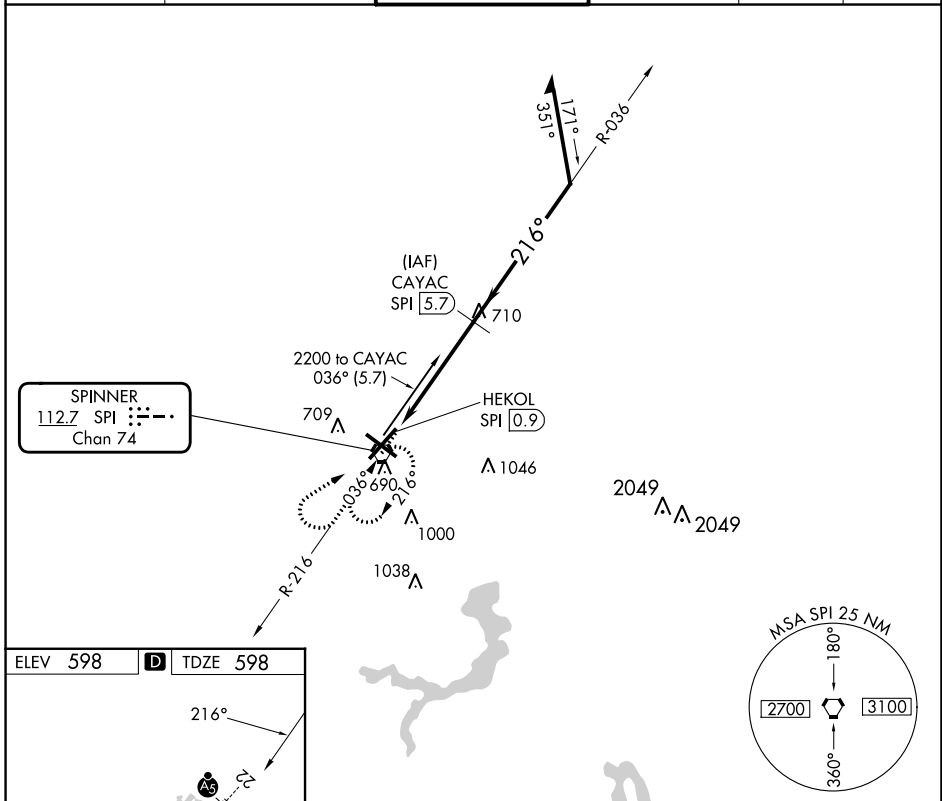 171°
351°
R-036
216°
(IAF)
CAYAC
SPI 5.7
710
2200 to CAYAC
036° (5.7)
SPINNER
112.7 SPI
Chan 74
HEKOL
SPI 0.9
709
1046
036°
690
216°
2049
2049
1000
R-216
1038
MSA SPI 25 NM
180°
2700
3100
360°
ELEV 598
D
TDZE 598
216°
22
A5